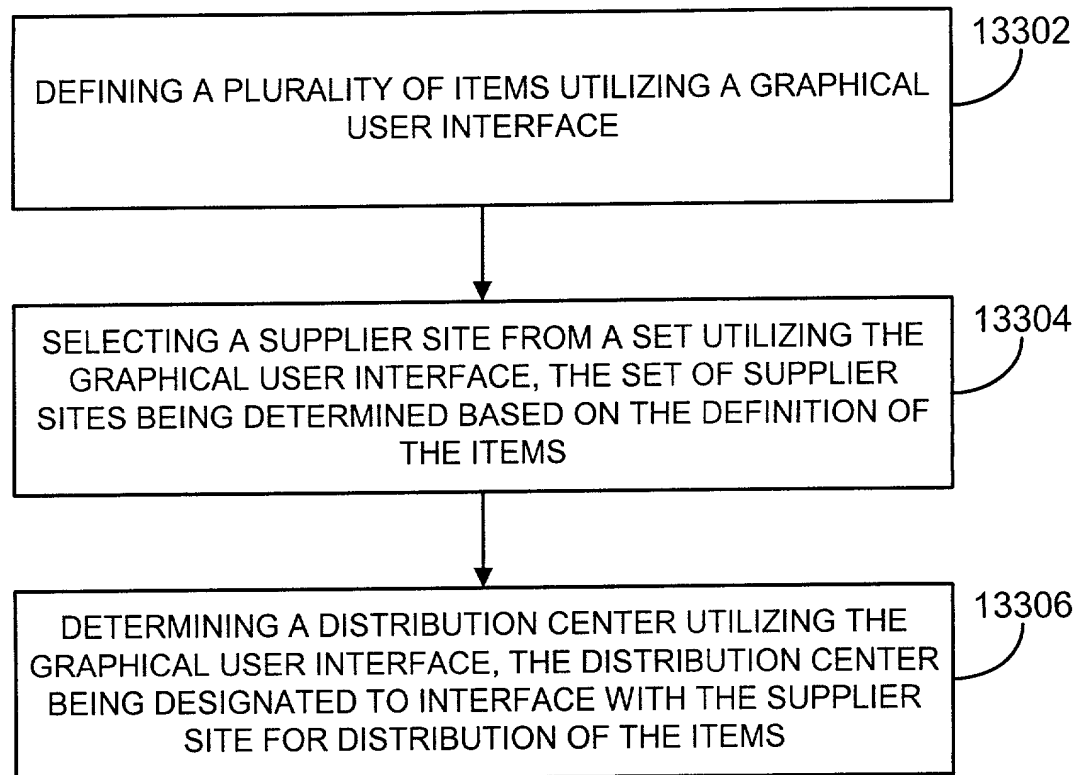 13302
DEFINING A PLURALITY OF ITEMS UTILIZING A GRAPHICAL
USER INTERFACE
13304
SELECTING A SUPPLIER SITE FROM A SET UTILIZING THE
GRAPHICAL USER INTERFACE, THE SET OF SUPPLIER
SITES BEING DETERMINED BASED ON THE DEFINITION OF
THE ITEMS
13306
DETERMINING A DISTRIBUTION CENTER UTILIZING THE
GRAPHICAL USER INTERFACE, THE DISTRIBUTION CENTER
BEING DESIGNATED TO INTERFACE WITH THE SUPPLIER
SITE FOR DISTRIBUTION OF THE ITEMS